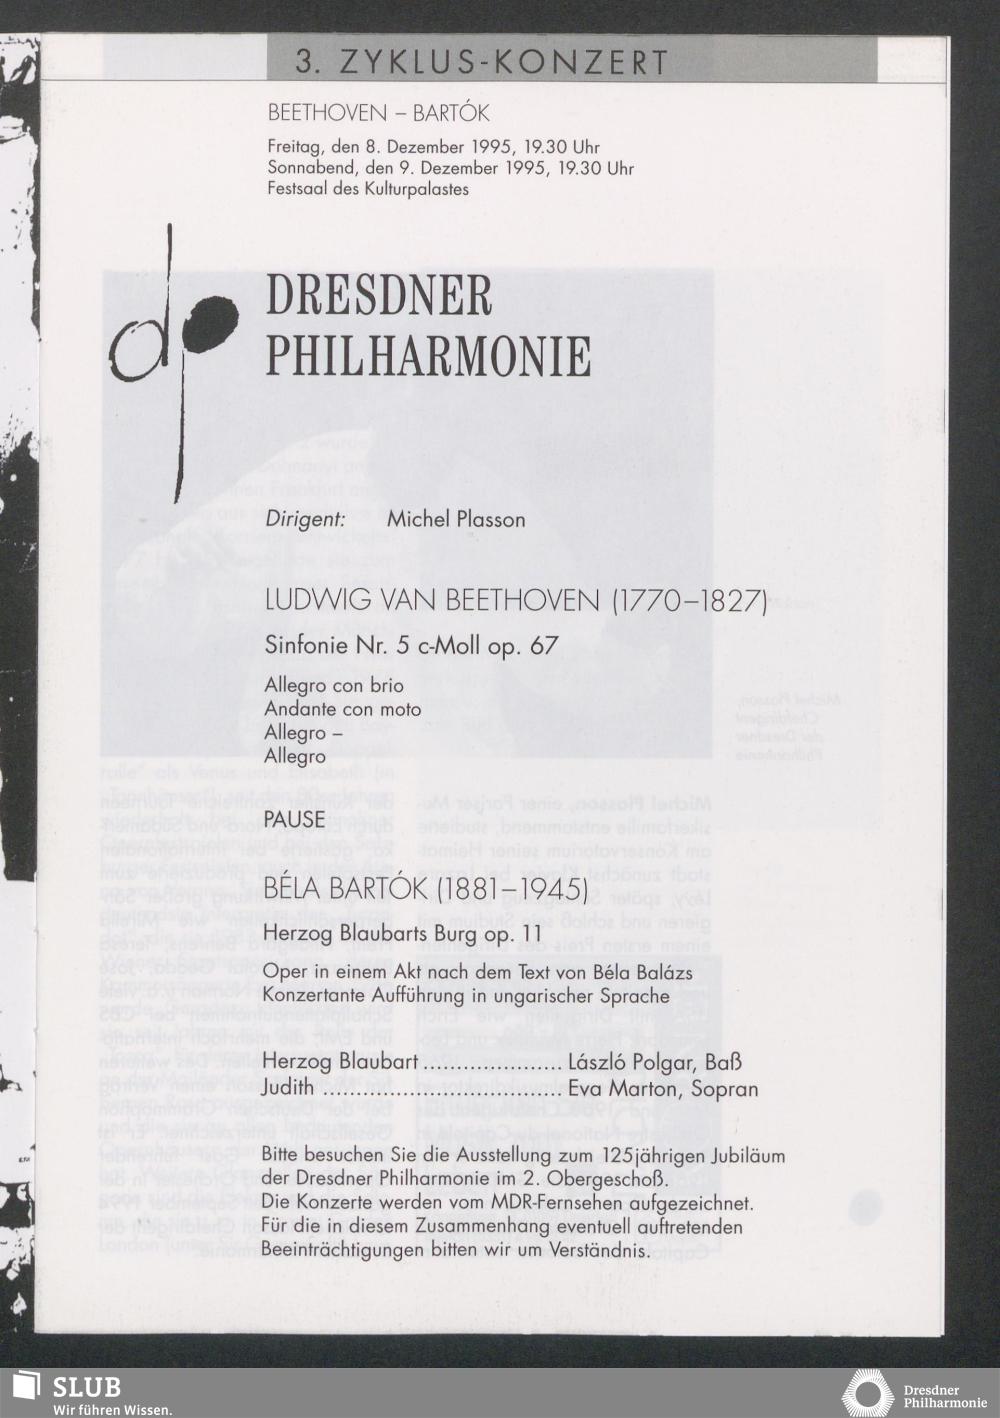 3. ZYKLUS-KONZERT
BEETHOVEN – BARTÓK
Freitag, den 8. Dezember 1995, 19.30 Uhr
Sonnabend, den 9. Dezember 1995, 19.30 Uhr
Festsaal des Kulturpalastes
dp
DRESDNER
PHILHARMONIE
Dirigent: Michel Plasson
LUDWIG VAN BEETHOVEN (1770–1827)
Sinfonie Nr. 5 c-Moll op. 67
Allegro con brio
Andante con moto
Allegro –
Allegro
PAUSE
BÉLA BARTÓK (1881–1945)
Herzog Blaubarts Burg op. 11
Oper in einem Akt nach dem Text von Béla Balázs
Konzertante Aufführung in ungarischer Sprache
Herzog Blaubart ..................... László Polgar, Baß
Judith ........................................ Eva Marton, Sopran
Bitte besuchen Sie die Ausstellung zum 125jährigen Jubiläum
der Dresdner Philharmonie im 2. Obergeschoß.
Die Konzerte werden vom MDR-Fernsehen aufgezeichnet.
Für die in diesem Zusammenhang eventuell auftretenden
Beeinträchtigungen bitten wir um Verständnis.
SLUB
Wir führen Wissen.
Dresdner
Philharmonie